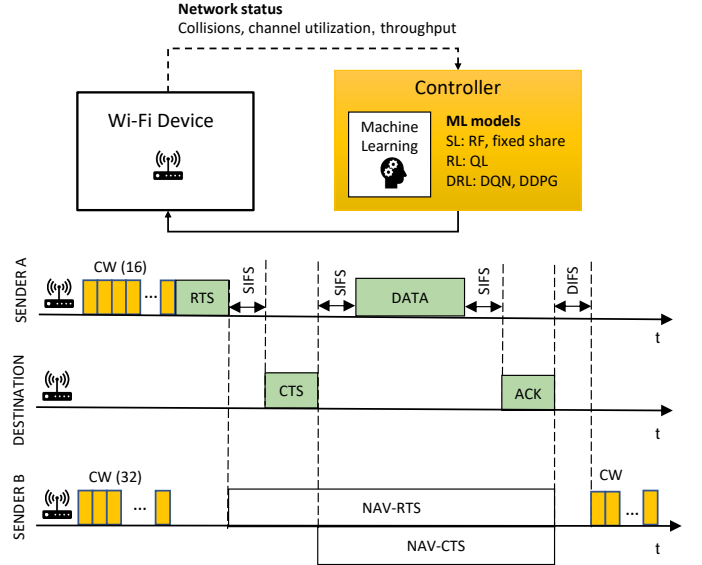 Network status
Collisions, channel utilization, throughput
Wi-Fi Device
Controller
Machine
Learning
ML models
SL: RF, fixed share
RL: QL
DRL: DQN, DDPG
SENDER A
CW (16)
...
RTS
SIFS
SIFS
DATA
SIFS
DIFS
t
DESTINATION
CTS
ACK
t
SENDER B
CW (32)
...
NAV-RTS
NAV-CTS
CW
...
t